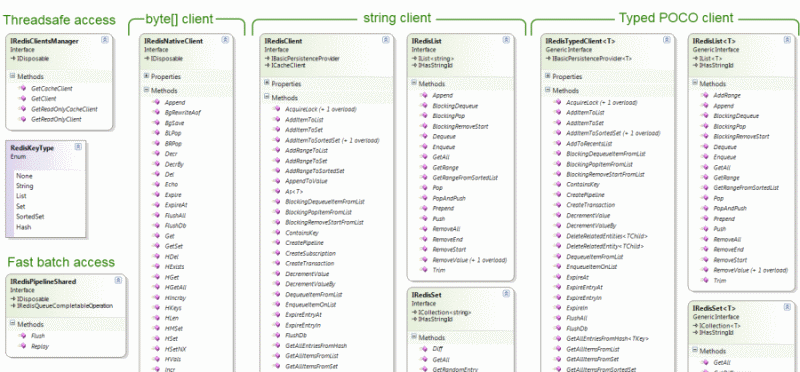 Threadsafe access
IRedisClientsManager
Interface
IDisposable
Methods
GetCacheClient
GetClient
GetReadOnlyCacheClient
GetReadOnlyClient
RedisKeyType
Enum
None
String
List
Set
SortedSet
Hash
Fast batch access
IRedisPipelineShared
Interface
IDisposable
IRedisQueueCompletableOperation
Methods
Flush
Replay
byte[] client
IRedisNativeClient
Interface
IDisposable
Properties
Methods
Append
BgRewriteAof
BgSave
BLPop
BRPop
Decr
DecrBy
Del
Echo
Expire
ExpireAt
FlushAll
FlushDb
Get
GetSet
HDel
HExists
HGet
HGetAll
HIncrby
HKeys
HLen
HMSet
HSet
HSetNX
HVals
Incr
string client
IRedisClient
Interface
IBasicPersistenceProvider
ICacheClient
Properties
Methods
AcquireLock (+ 1 overload)
AddItemToList
AddItemToSet
AddItemToSortedSet (+ 1 overload)
AddRangeToList
AddRangeToSet
AddRangeToSortedSet
AppendToValue
As<T>
BlockingDequeueItemFromList
BlockingPopItemFromList
BlockingRemoveStartFromList
ContainsKey
CreatePipeline
CreateSubscription
CreateTransaction
DecrementValue
DecrementValueBy
DequeueItemFromList
EnqueueItemOnList
ExpireEntryAt
ExpireEntryIn
FlushDb
GetAllEntriesFromHash
GetAllItemsFromList
GetAllItemsFromSet
IRedisList
Interface
IList<string>
IHasStringId
Methods
Append
BlockingDequeue
BlockingPop
BlockingRemoveStart
Dequeue
Enqueue
GetAll
GetRange
GetRangeFromSortedList
Pop
PopAndPush
Prepend
Push
RemoveAll
RemoveEnd
RemoveStart
RemoveValue (+ 1 overload)
Trim
IRedisSet
Interface
ICollection<string>
IHasStringId
Methods
Diff
GetAll
GetRandomEntry
Typed POCO client
IRedisTypedClient<T>
GenericInterface
IBasicPersistenceProvider<T>
Properties
Methods
AcquireLock (+ 1 overload)
AddItemToList
AddItemToSet
AddItemToSortedSet (+ 1 overload)
AddToRecentsList
BlockingDequeueItemFromList
BlockingPopItemFromList
BlockingRemoveStartFromList
ContainsKey
CreateTransaction
DecrementValue
DecrementValueBy
DeleteRelatedEntities<TChild>
DeleteRelatedEntity<TChild>
DequeueItemFromList
EnqueueItemOnList
ExpireAt
ExpireEntryAt
ExpireEntryIn
ExpireIn
FlushAll
FlushDb
GetAllEntriesFromHash<TKey>
GetAllItemsFromList
GetAllItemsFromSet
GetAllItemsFromSortedSet
IRedisList<T>
GenericInterface
IList<T>
IHasStringId
Methods
AddRange
Append
BlockingDequeue
BlockingPop
BlockingRemoveStart
Dequeue
Enqueue
GetAll
GetRange
GetRangeFromSortedList
Pop
PopAndPush
Prepend
Push
RemoveAll
RemoveEnd
RemoveStart
RemoveValue (+ 1 overload)
Trim
IRedisSet<T>
GenericInterface
ICollection<T>
IHasStringId
Methods
GetAll